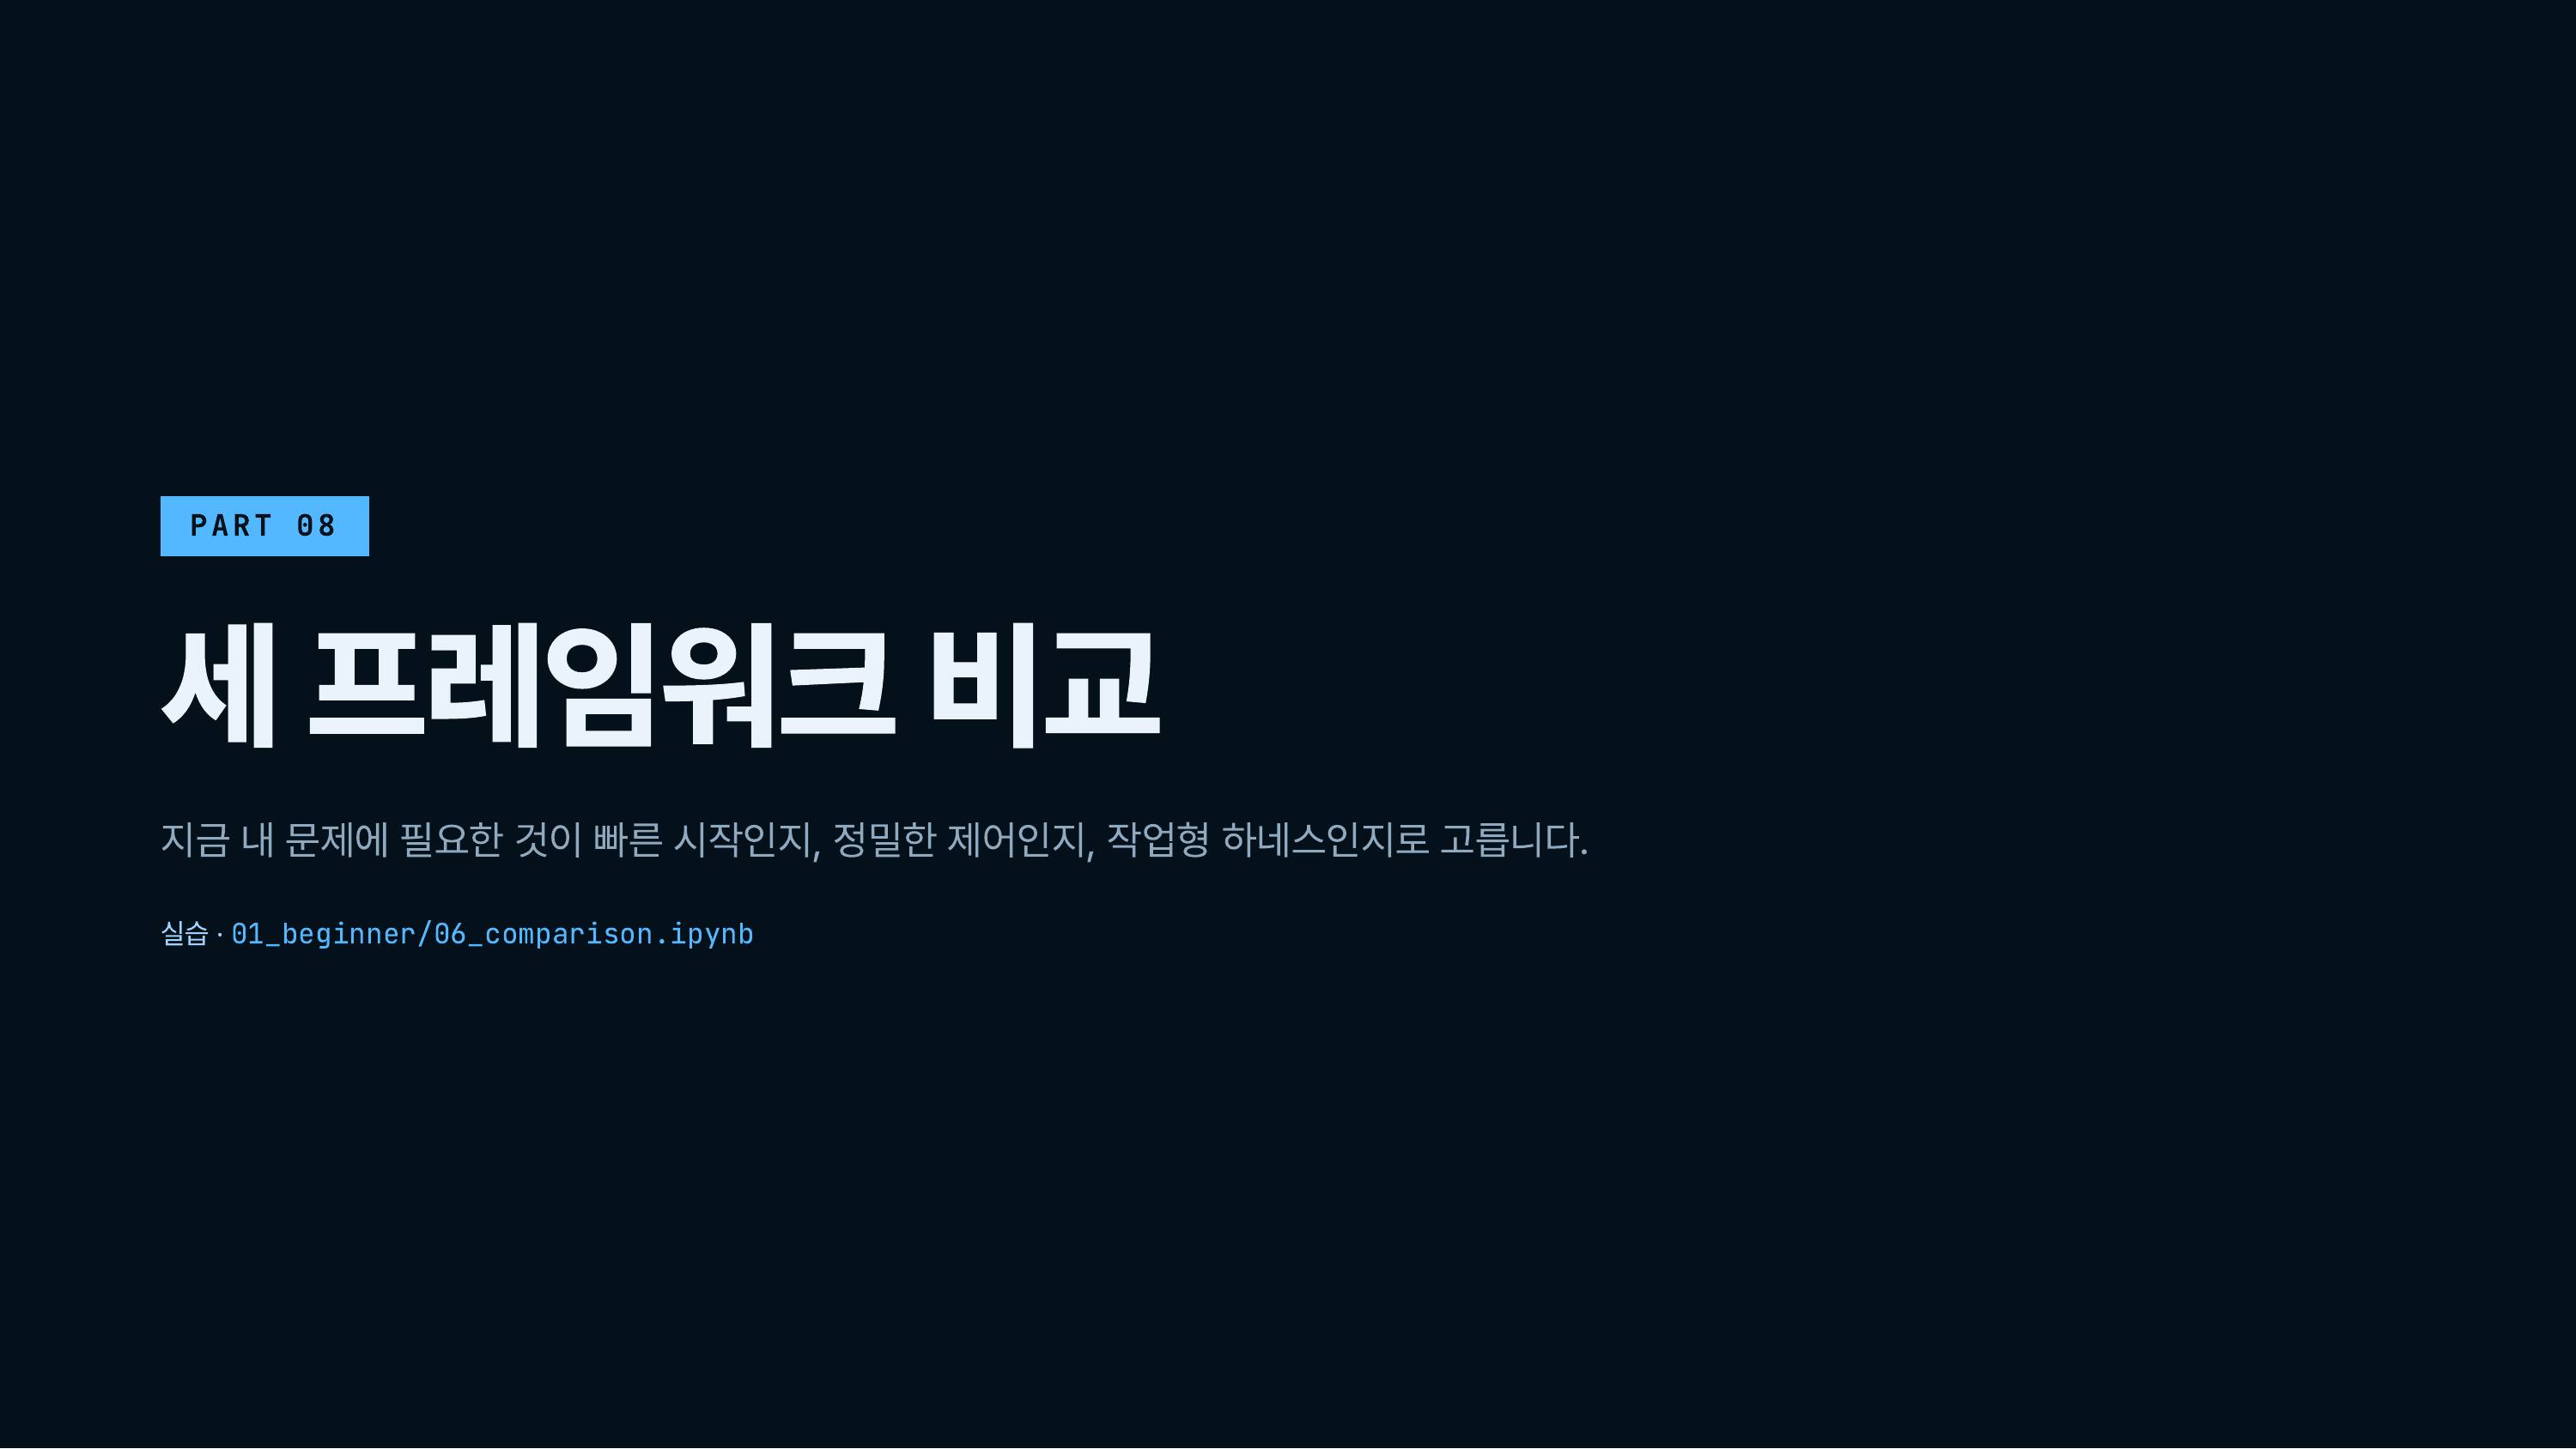 PART 08
세 프레임워크 비교
지금 내 문제에 필요한 것이 빠른 시작인지, 정밀한 제어인지, 작업형 하네스인지로 고릅니다.
실습 · 01_beginner/06_comparison.ipynb